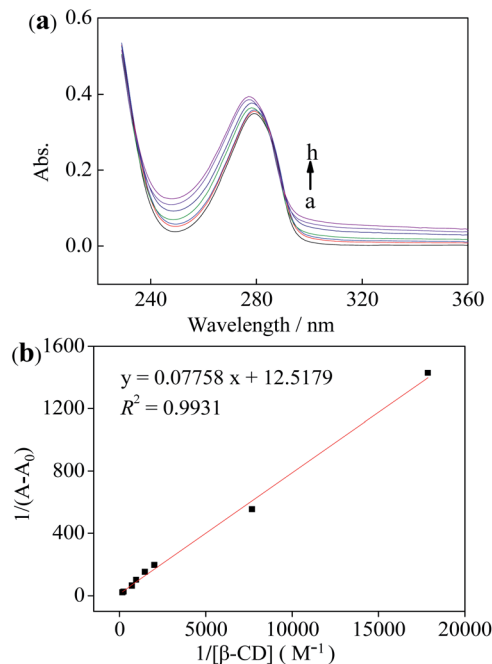 (a)
0.6
0.4
0.2
0.0
Abs.
h
a
240 280 320 360
Wavelength / nm
(b)
1600
1200
800
400
0
1/(A-A₀)
y = 0.07758 x + 12.5179
R² = 0.9931
0 5000 10000 15000 20000
1/[β-CD] ( M⁻¹)